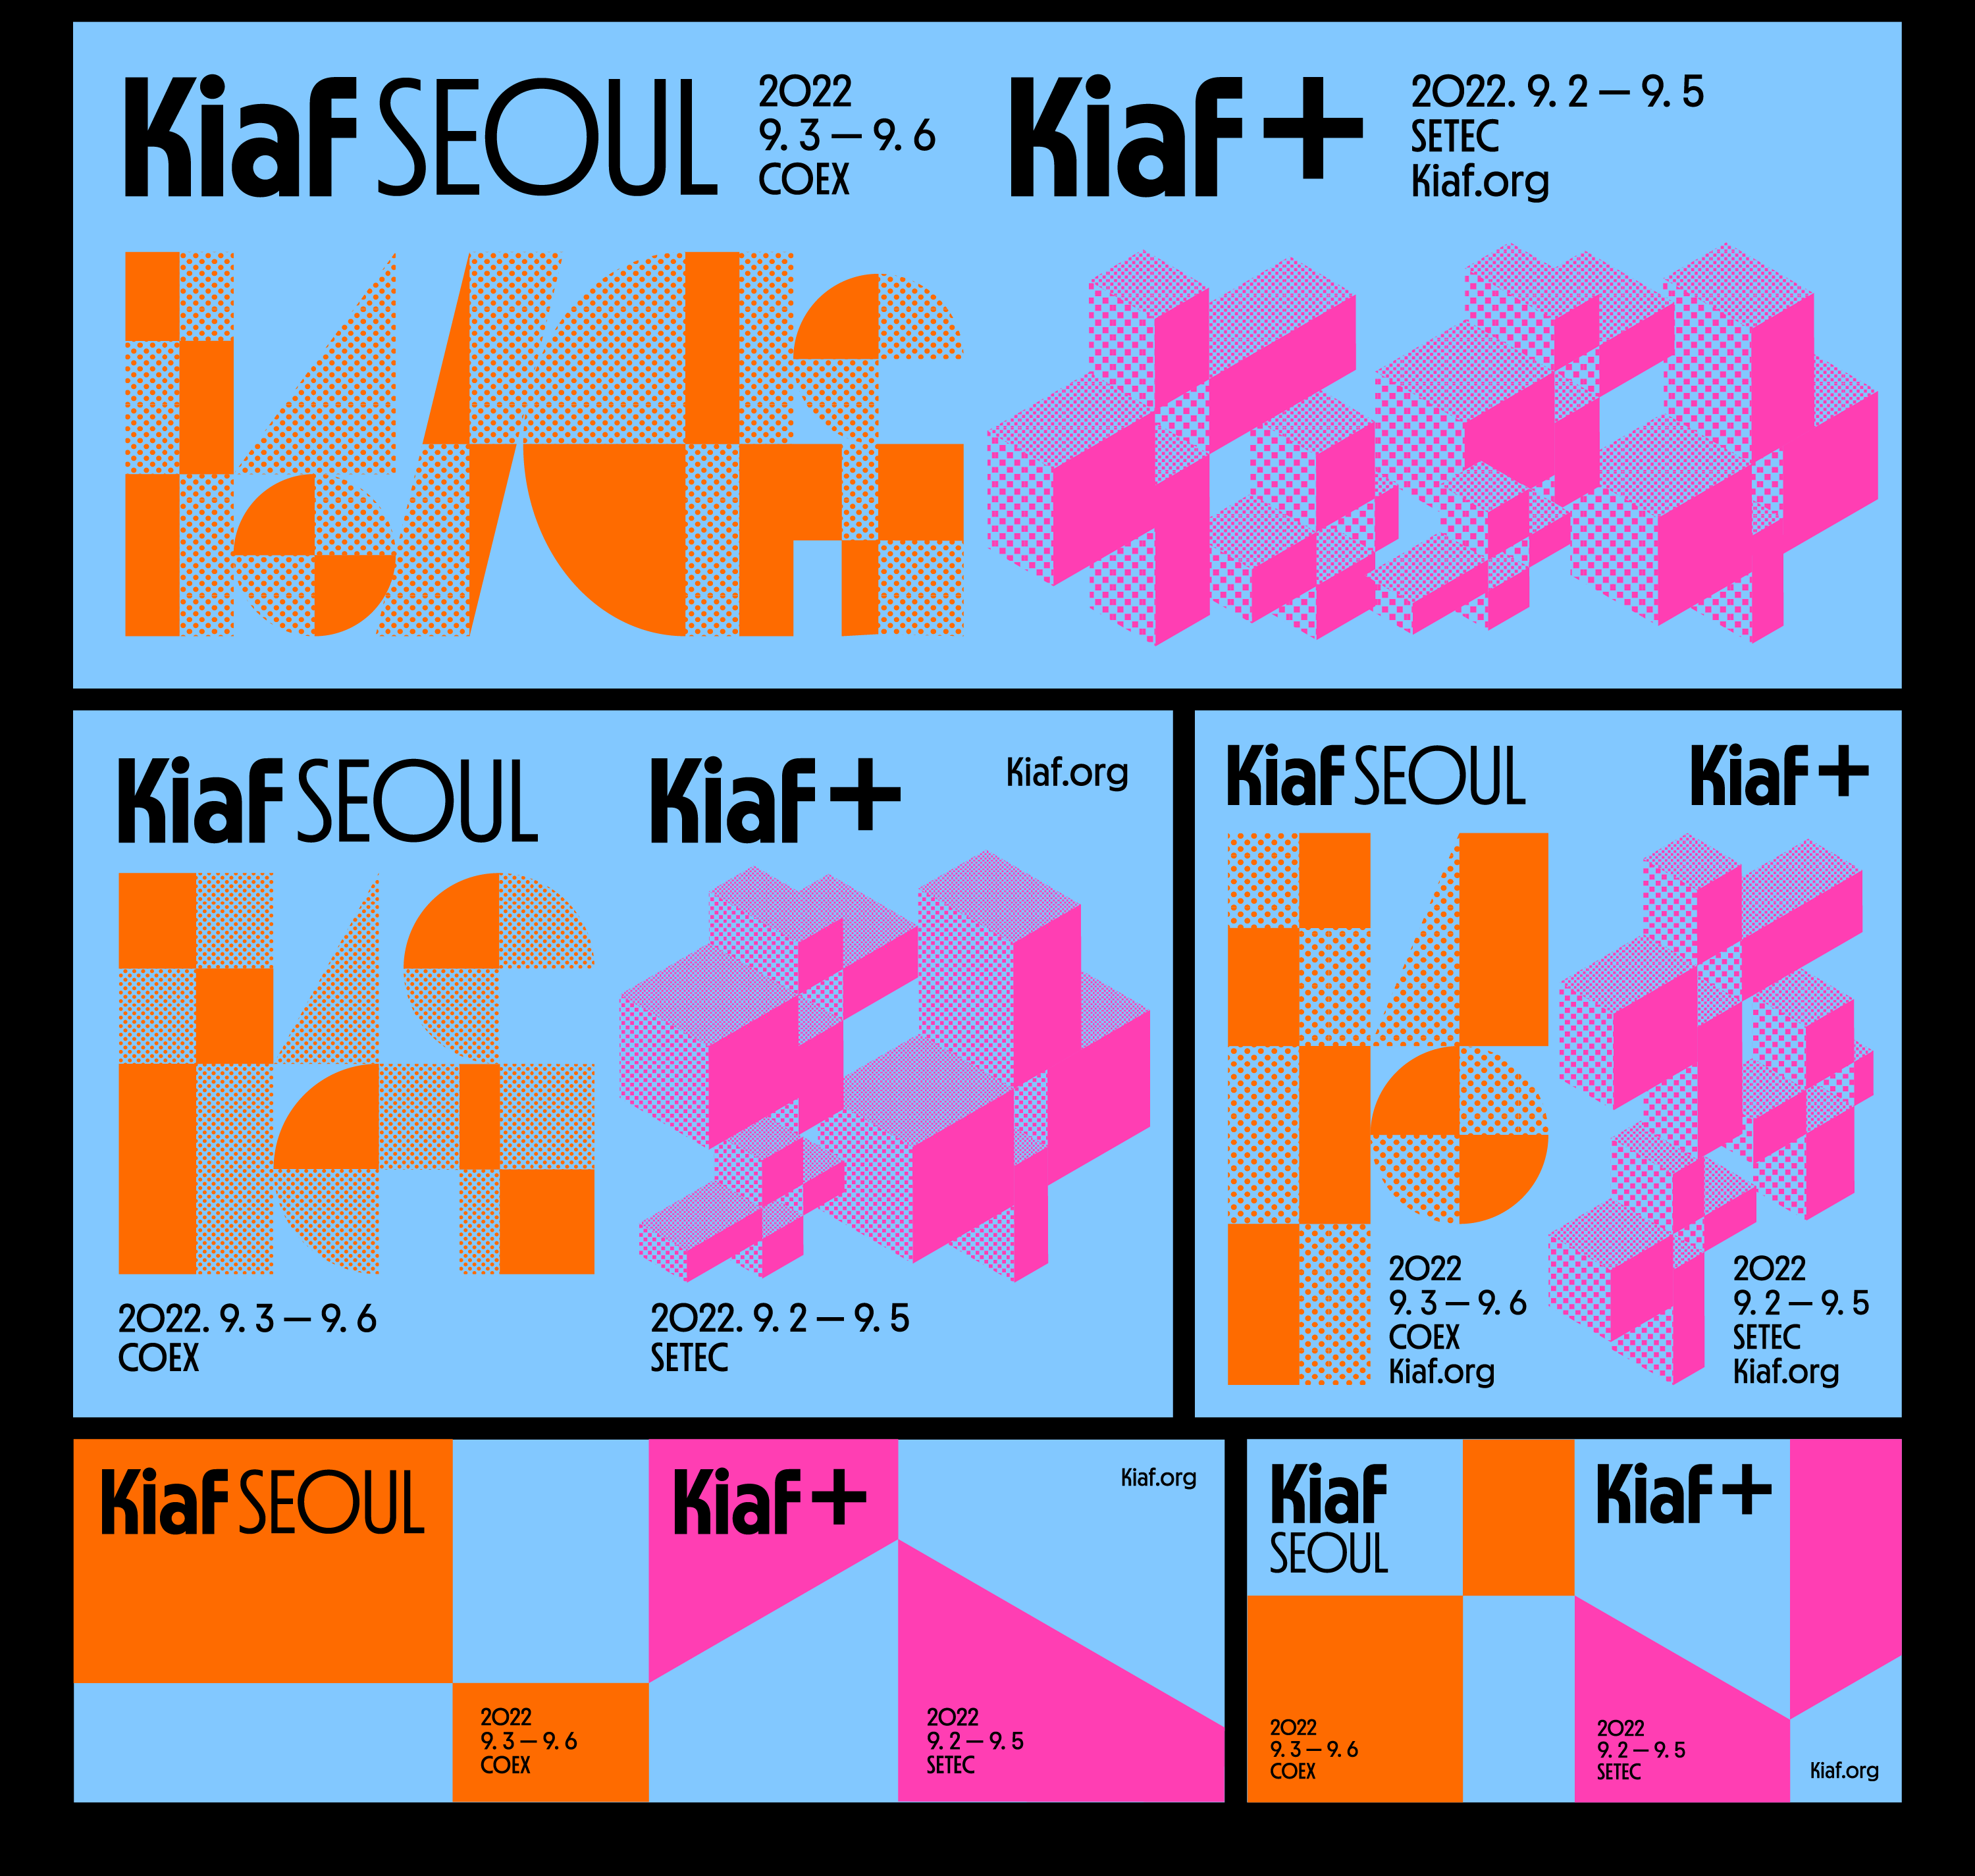 Kiaf SEOUL
2022
9. 3 — 9. 6
COEX
Kiaf+
2022. 9. 2 — 9. 5
SETEC
Kiaf.org
Kiaf SEOUL
2022. 9. 3 — 9. 6
COEX
Kiaf+
Kiaf.org
2022. 9. 2 — 9. 5
SETEC
Kiaf SEOUL
2022
9. 3 — 9. 6
COEX
Kiaf.org
Kiaf+
2022
9. 2 — 9. 5
SETEC
Kiaf.org
Kiaf SEOUL
2022
9. 3 — 9. 6
COEX
Kiaf+
2022
9. 2 — 9. 5
SETEC
Kiaf.org
Kiaf
SEOUL
2022
9. 3 — 9. 6
COEX
Kiaf+
2022
9. 2 — 9. 5
SETEC
Kiaf.org